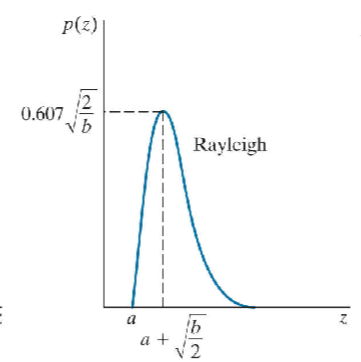 p(z)
0.607 √(2/b)
Rayleigh
a
z
a + √(b/2)